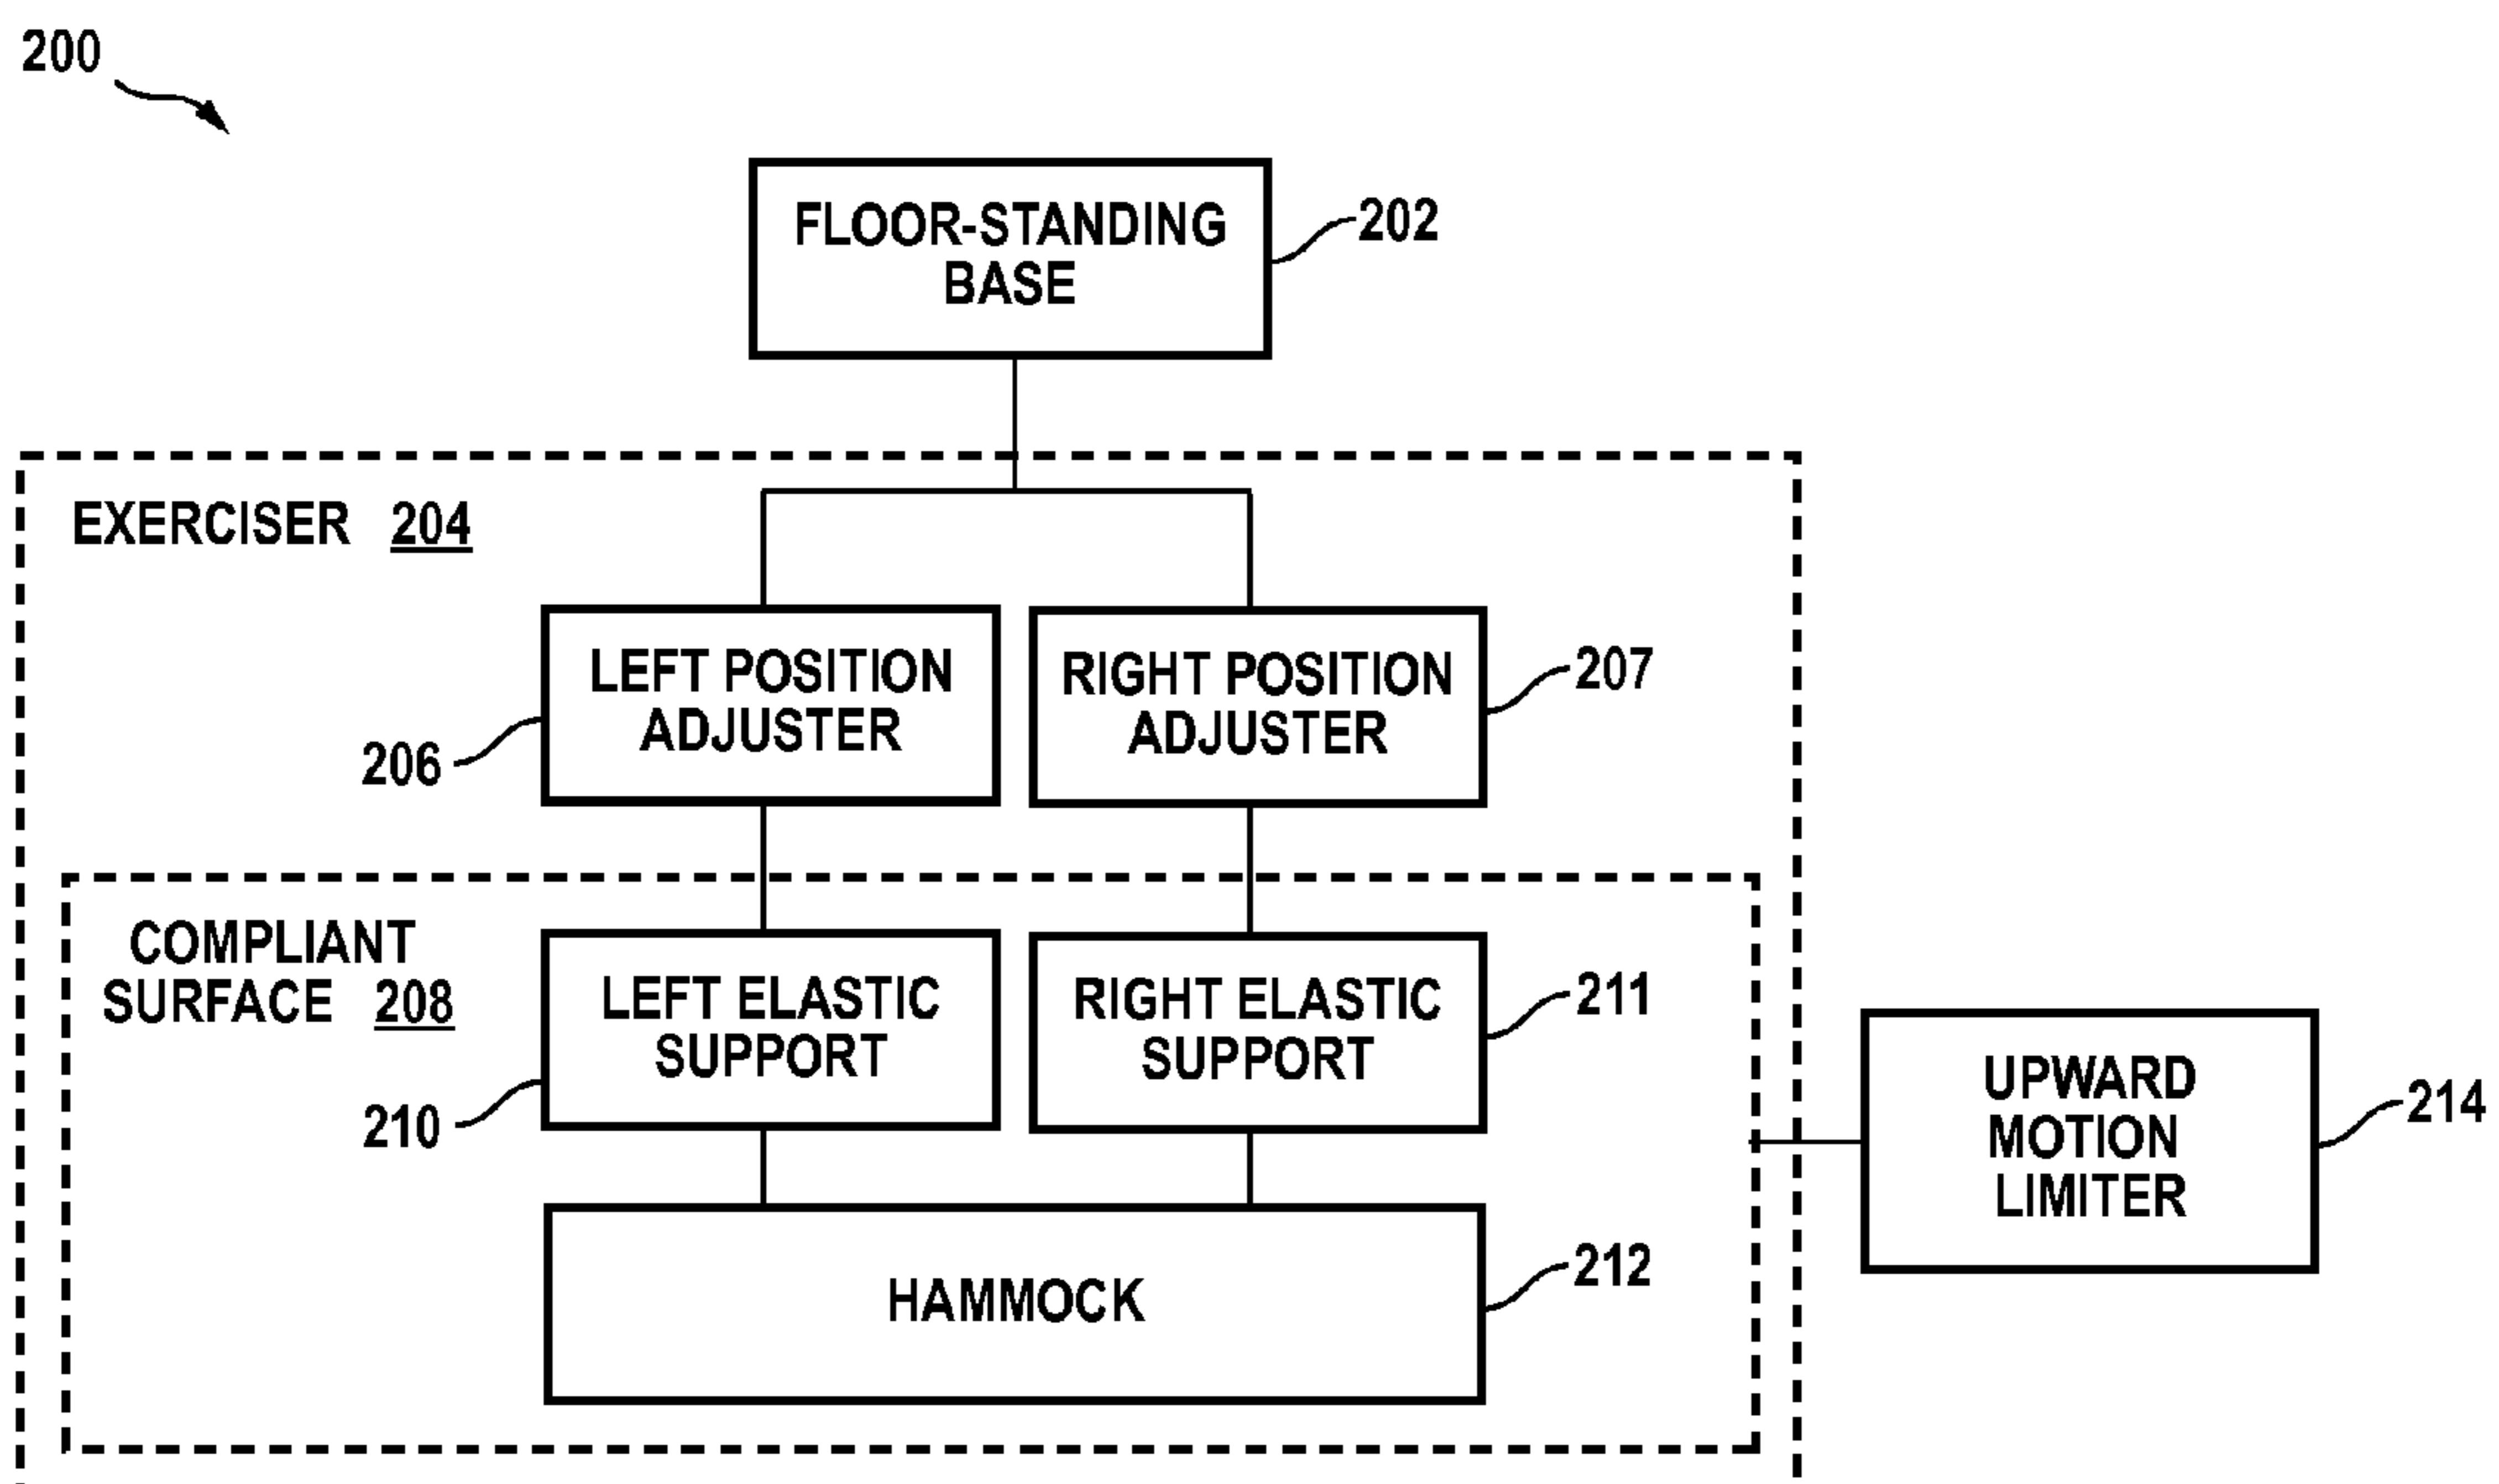 200
FLOOR-STANDING
BASE
202
EXERCISER 204
LEFT POSITION
ADJUSTER
206
RIGHT POSITION
ADJUSTER
207
COMPLIANT
SURFACE 208
LEFT ELASTIC
SUPPORT
210
RIGHT ELASTIC
SUPPORT
211
UPWARD
MOTION
LIMITER
214
HAMMOCK
212